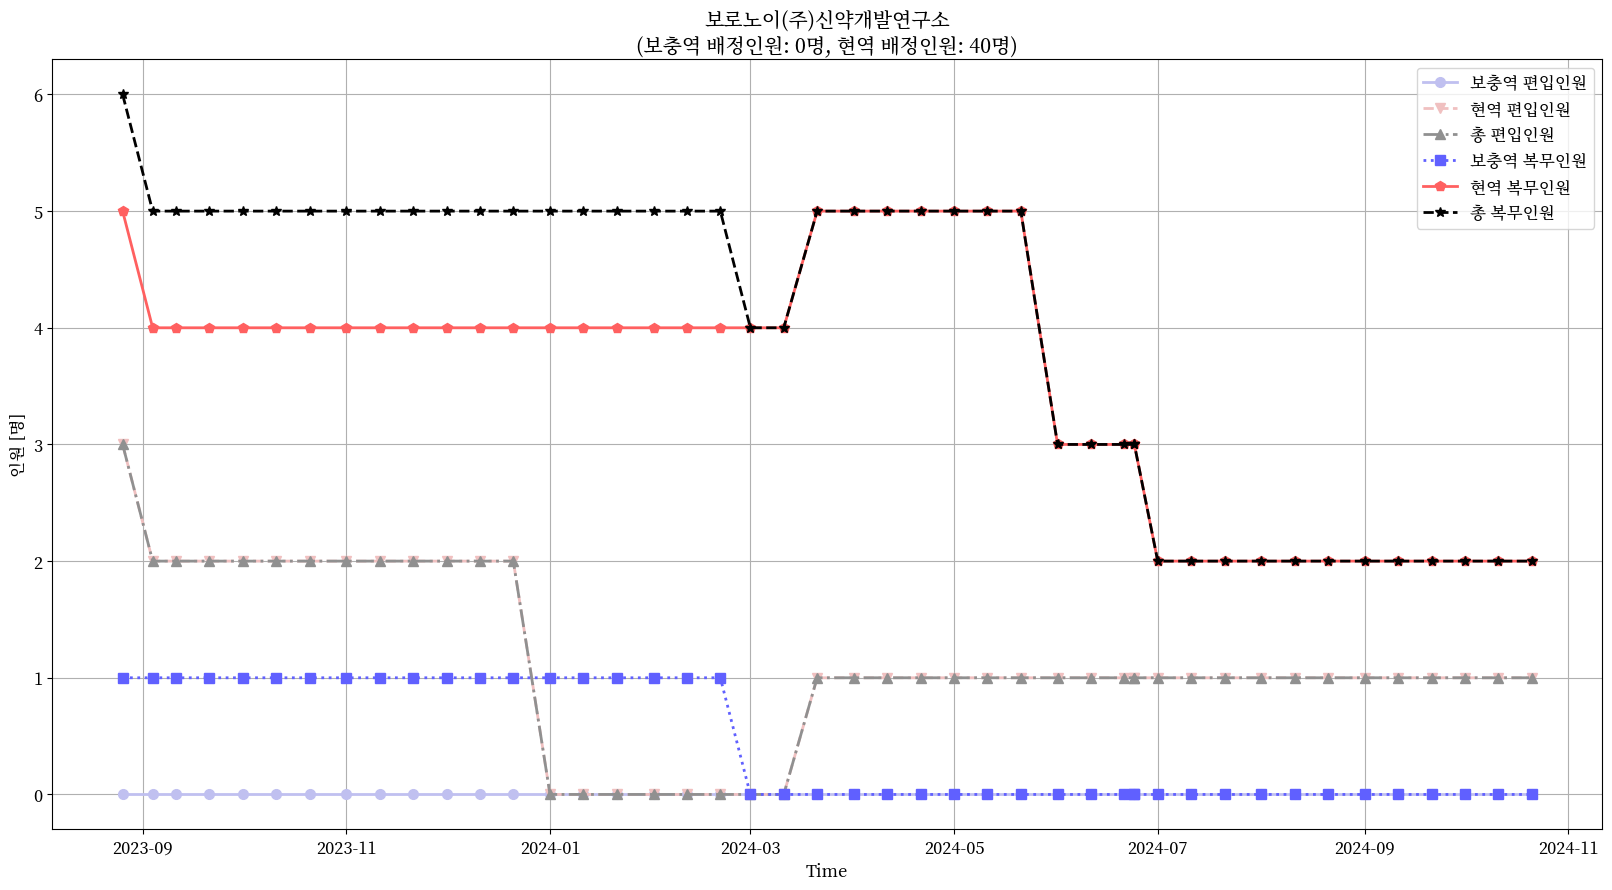 보로노이(주)신약개발연구소
(보충역 배정인원: 0명, 현역 배정인원: 40명)
보충역 편입인원
현역 편입인원
총 편입인원
보충역 복무인원
현역 복무인원
총 복무인원
인원 [명]
6
5
4
3
2
1
0
2023-09
2023-11
2024-01
2024-03
2024-05
2024-07
2024-09
2024-11
Time